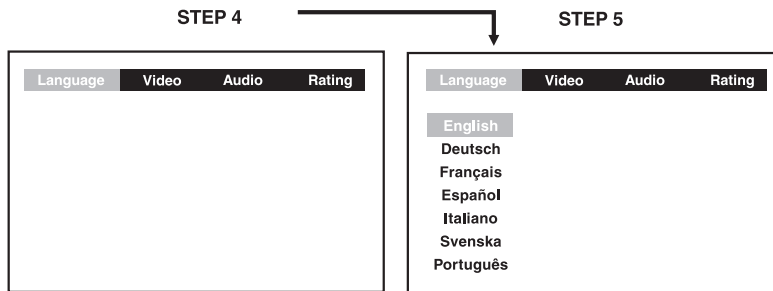 STEP 4
STEP 5
Language Video Audio Rating
Language Video Audio Rating
English
Deutsch
Français
Español
Italiano
Svenska
Português